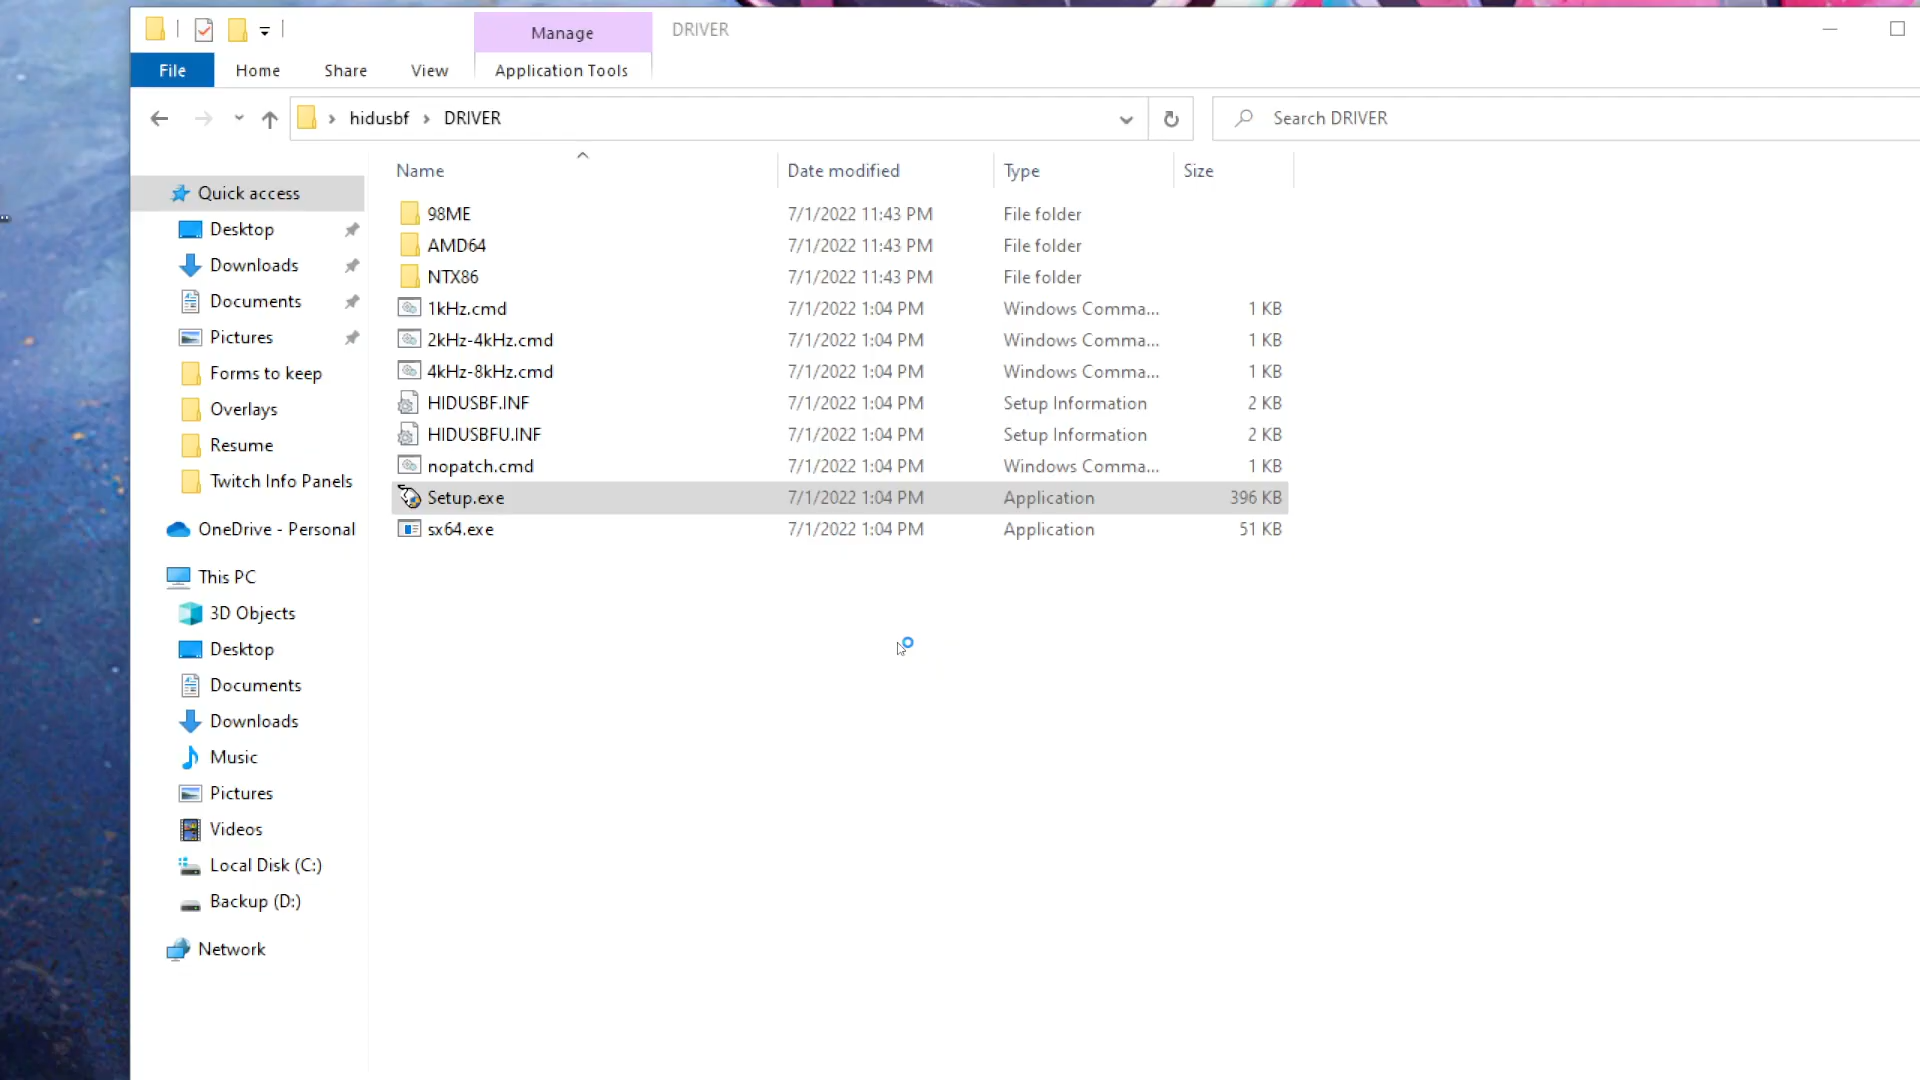 Manage
DRIVER
File
Home
Share
View
Application Tools
hidusbf
DRIVER
Search DRIVER
Name
Date modified
Type
Size
Quick access
Desktop
Downloads
Documents
Pictures
Forms to keep
Overlays
Resume
Twitch Info Panels
OneDrive - Personal
This PC
3D Objects
Desktop
Documents
Downloads
Music
Pictures
Videos
Local Disk (C:)
Backup (D:)
Network
98ME 7/1/2022 11:43 PM File folder
AMD64 7/1/2022 11:43 PM File folder
NTX86 7/1/2022 11:43 PM File folder
1kHz.cmd 7/1/2022 1:04 PM Windows Comma... 1 KB
2kHz-4kHz.cmd 7/1/2022 1:04 PM Windows Comma... 1 KB
4kHz-8kHz.cmd 7/1/2022 1:04 PM Windows Comma... 1 KB
HIDUSBF.INF 7/1/2022 1:04 PM Setup Information 2 KB
HIDUSBFU.INF 7/1/2022 1:04 PM Setup Information 2 KB
nopatch.cmd 7/1/2022 1:04 PM Windows Comma... 1 KB
Setup.exe 7/1/2022 1:04 PM Application 396 KB
sx64.exe 7/1/2022 1:04 PM Application 51 KB